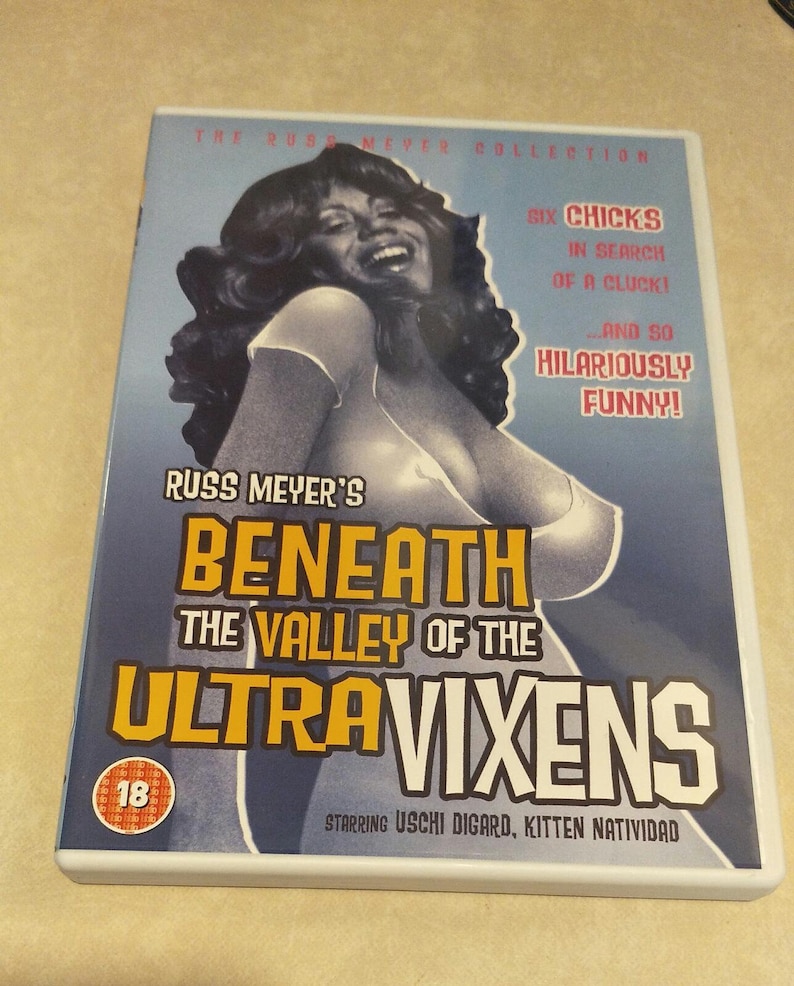 THE RUSS MEYER COLLECTION
SIX CHICKS
IN SEARCH
OF A CLUCK!
...AND SO
HILARIOUSLY
FUNNY!
RUSS MEYER'S
BENEATH
THE VALLEY OF THE
ULTRAVIXENS
18
STARRING USCHI DIGARD, KITTEN NATIVIDAD